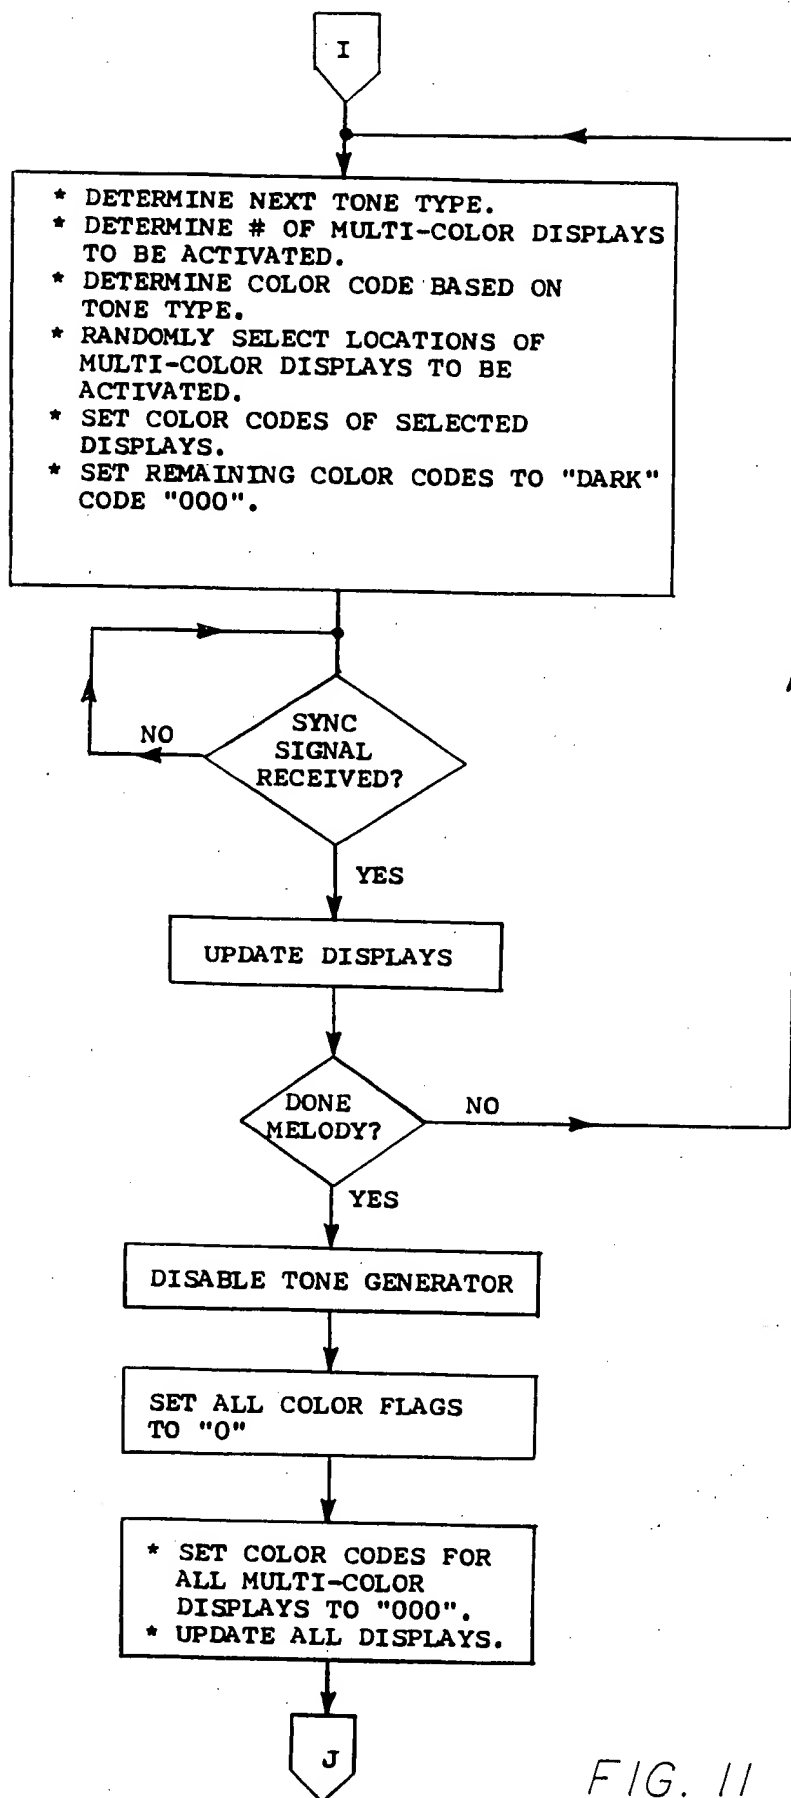 I
* DETERMINE NEXT TONE TYPE.
* DETERMINE # OF MULTI-COLOR DISPLAYS
TO BE ACTIVATED.
* DETERMINE COLOR CODE BASED ON
TONE TYPE.
* RANDOMLY SELECT LOCATIONS OF
MULTI-COLOR DISPLAYS TO BE
ACTIVATED.
* SET COLOR CODES OF SELECTED
DISPLAYS.
* SET REMAINING COLOR CODES TO "DARK"
CODE "000".
SYNC
SIGNAL
RECEIVED?
NO
YES
UPDATE DISPLAYS
DONE
MELODY?
NO
YES
DISABLE TONE GENERATOR
SET ALL COLOR FLAGS
TO "0"
* SET COLOR CODES FOR
ALL MULTI-COLOR
DISPLAYS TO "000".
* UPDATE ALL DISPLAYS.
J
FIG. 11